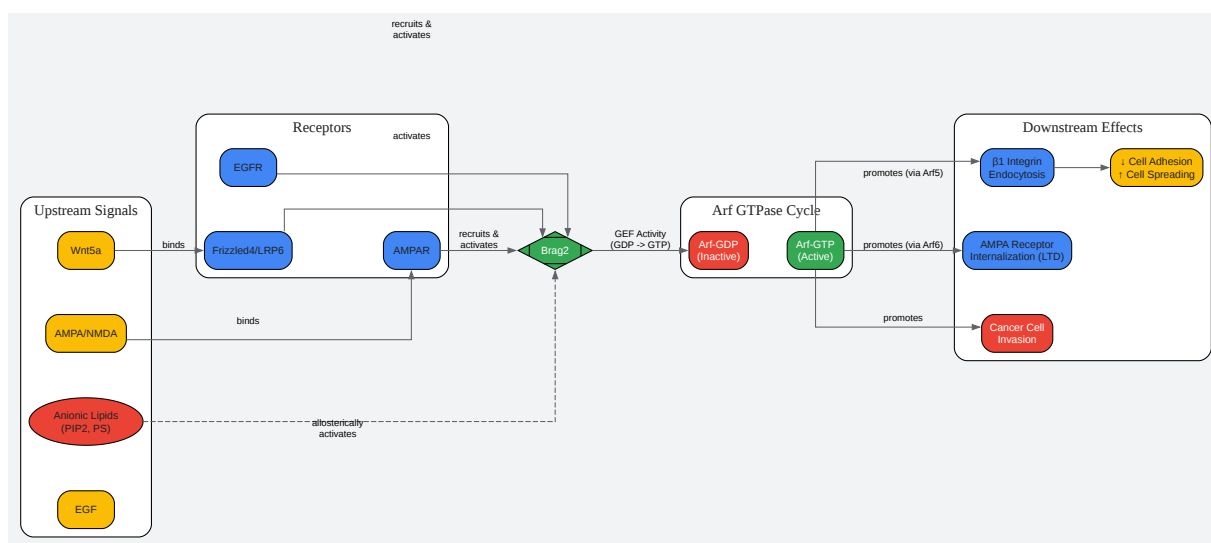 recruits &
activates
Receptors
activates
EGFR
Upstream Signals
Wnt5a
binds
Frizzled4/LRP6
AMPAR
recruits &
activates
Brag2
GEF Activity
(GDP -> GTP)
Arf GTPase Cycle
Arf-GDP
(Inactive)
Arf-GTP
(Active)
promotes (via Arf5)
promotes (via Arf6)
promotes
Downstream Effects
β1 Integrin
Endocytosis
↓ Cell Adhesion
↑ Cell Spreading
AMPA Receptor
Internalization (LTD)
Cancer Cell
Invasion
AMPA/NMDA
binds
Anionic Lipids
(PIP2, PS)
allosterically
activates
EGF